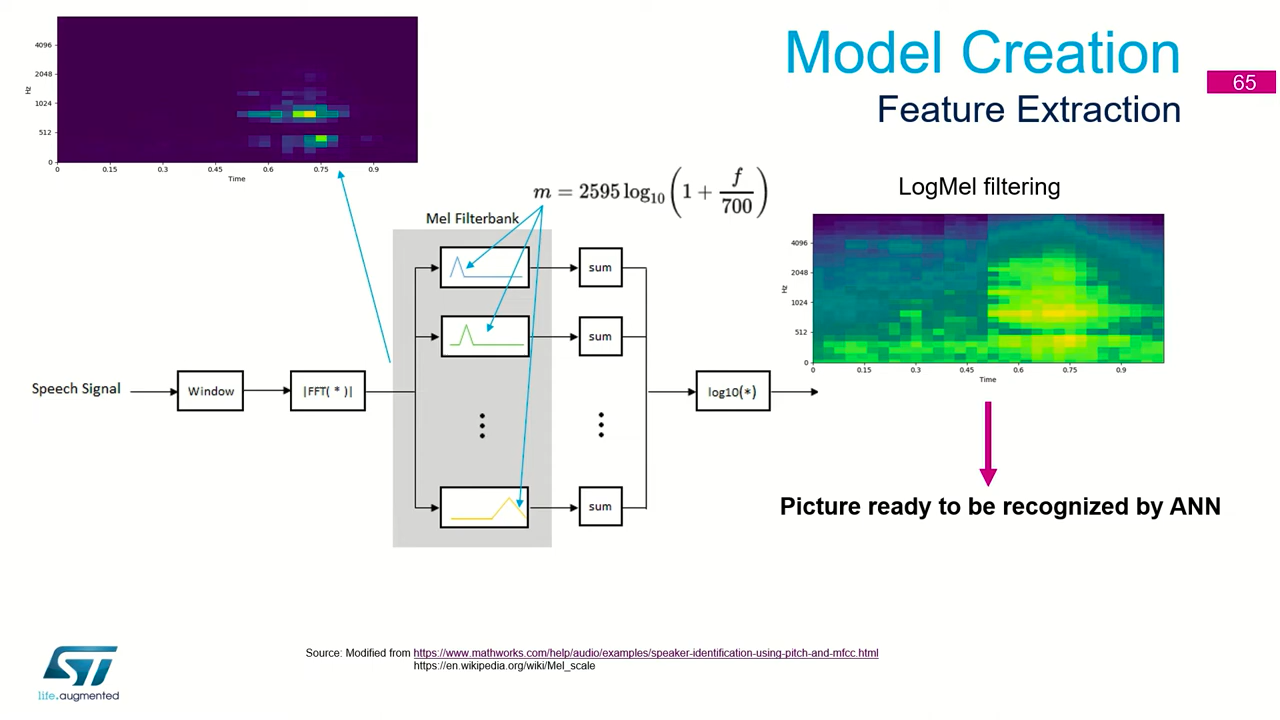 Model Creation
65
Feature Extraction
4096
2048
1024
512
0
Hz
0 0.15 0.3 0.45 0.6 0.75 0.9
Time
m = 2595 log₁₀(1 + f/700)
LogMel filtering
Mel Filterbank
4096
2048
1024
512
0
Hz
0 0.15 0.3 0.45 0.6 0.75 0.9
Time
sum
sum
Speech Signal
Window
|FFT( * )|
log10(*)
sum
Picture ready to be recognized by ANN
ST
life.augmented
Source: Modified from https://www.mathworks.com/help/audio/examples/speaker-identification-using-pitch-and-mfcc.html
https://en.wikipedia.org/wiki/Mel_scale